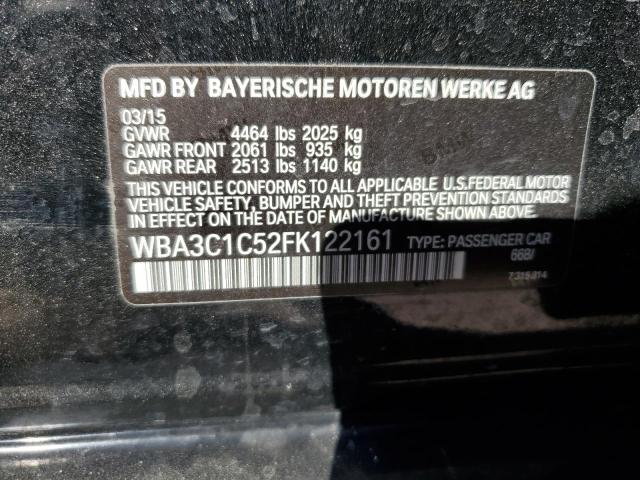 MFD BY BAYERISCHE MOTOREN WERKE AG
03/15
GVWR 4464 lbs 2025 kg
GAWR FRONT 2061 lbs 935 kg
GAWR REAR 2513 lbs 1140 kg
THIS VEHICLE CONFORMS TO ALL APPLICABLE U.S. FEDERAL MOTOR
VEHICLE SAFETY, BUMPER AND THEFT PREVENTION STANDARDS
IN EFFECT ON THE DATE OF MANUFACTURE SHOWN ABOVE.
WBA3C1C52FK122161 TYPE: PASSENGER CAR
668/